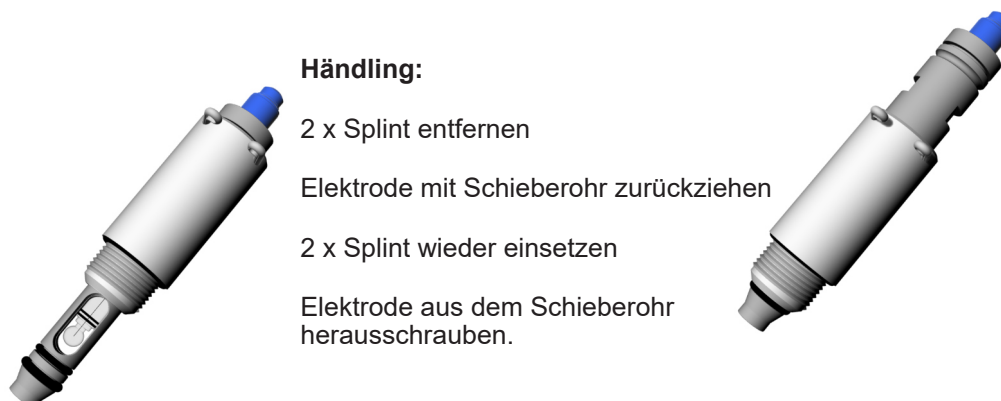 Händling:
2 x Splint entfernen
Elektrode mit Schieberohr zurückziehen
2 x Splint wieder einsetzen
Elektrode aus dem Schieberohr
herausschrauben.